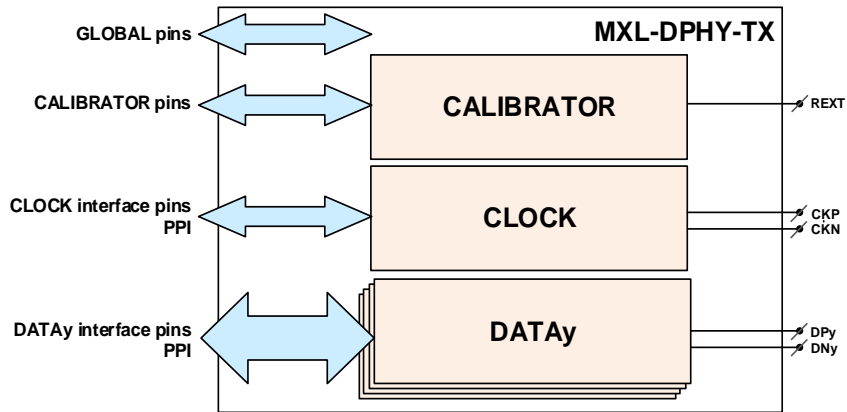 GLOBAL pins
MXL-DPHY-TX
CALIBRATOR pins
CALIBRATOR
REXT
CLOCK interface pins
PPI
CLOCK
CKP
CKN
DATAy interface pins
PPI
DATAy
DPy
DNy